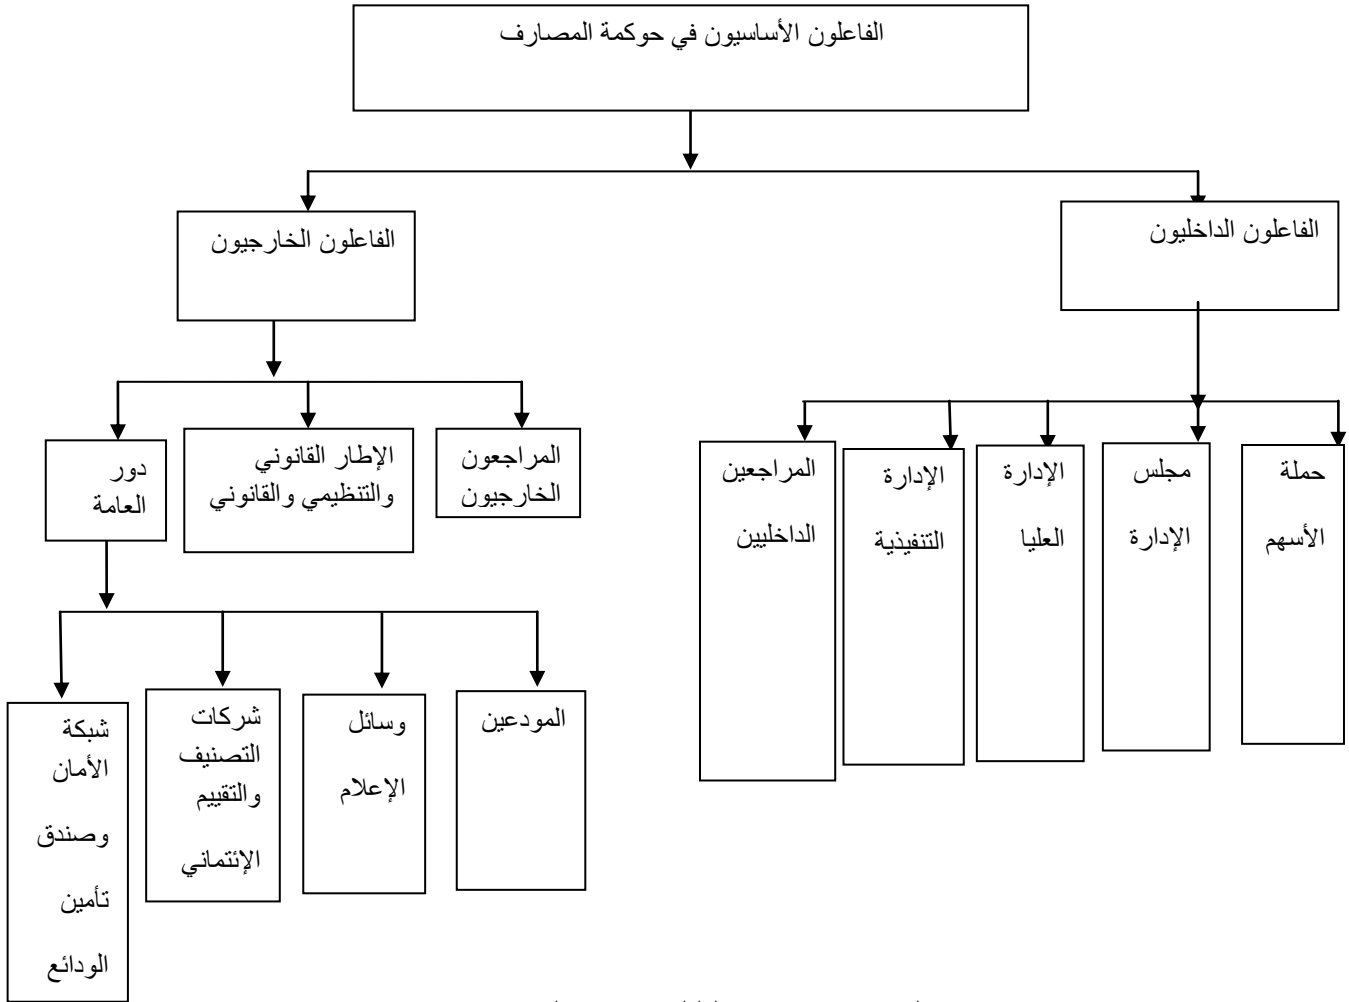 الفاعلون الأساسيون في حوكمة المصارف
الفاعلون الداخليون
الفاعلون الخارجيون
حملة
الأسهم
مجلس
الإدارة
الإدارة
العليا
الإدارة
التنفيذية
المراجعين
الداخليين
المراجعون
الخارجيون
الإطار القانوني
والتنظيمي والقانوني
دور
العامة
المودعين
وسائل
الإعلام
شركات
التصنيف
والتقييم
الإئتماني
شبكة
الأمان
وصندق
تأمين
الودائع